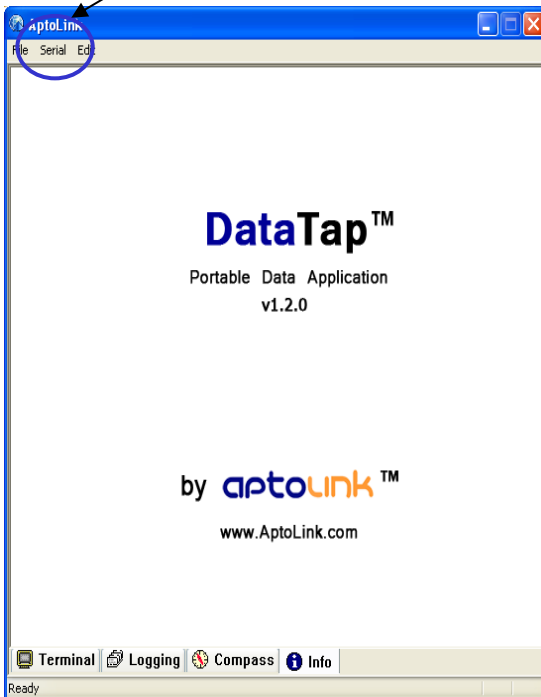 AptoLink
File Serial Edit
DataTap™
Portable Data Application
v1.2.0
by aptolink™
www.AptoLink.com
Terminal Logging Compass Info
Ready